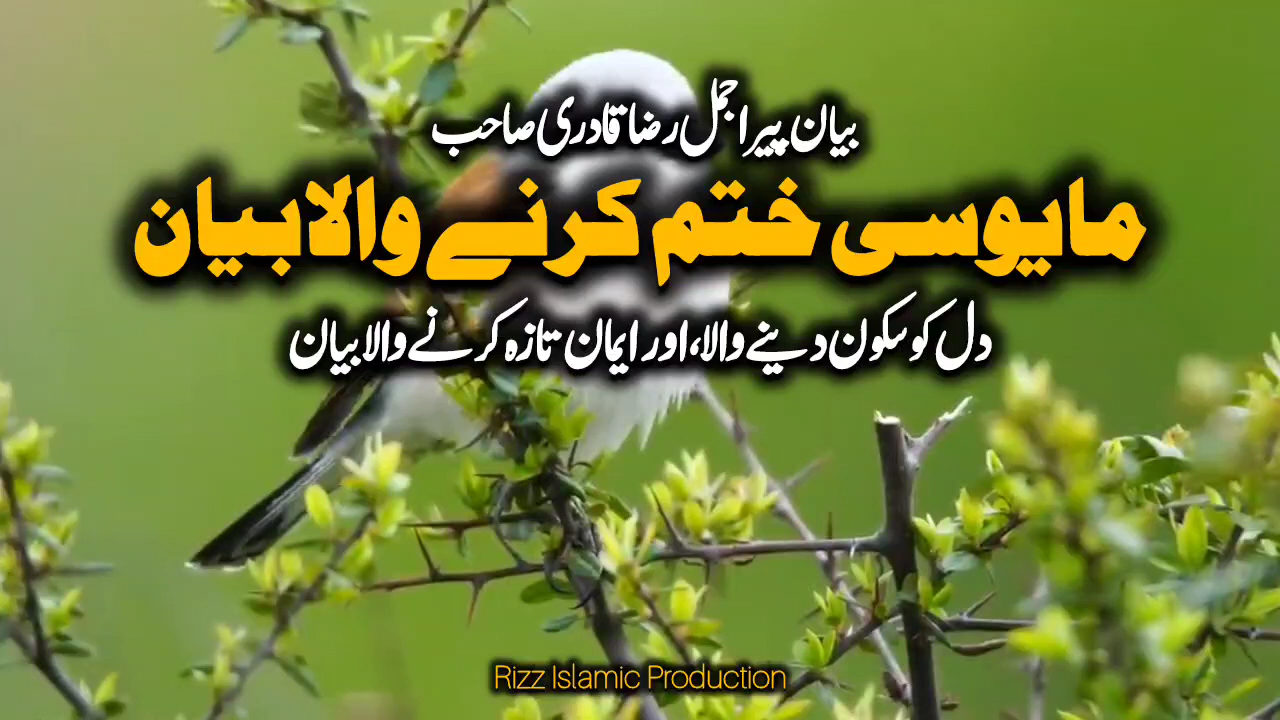 بیان پیر اجمل رضا قادری صاحب
مایوسی ختم کرنے والا بیان
دل کو سکون دینے والا، اور ایمان تازہ کرنے والا بیان
Rizz Islamic Production